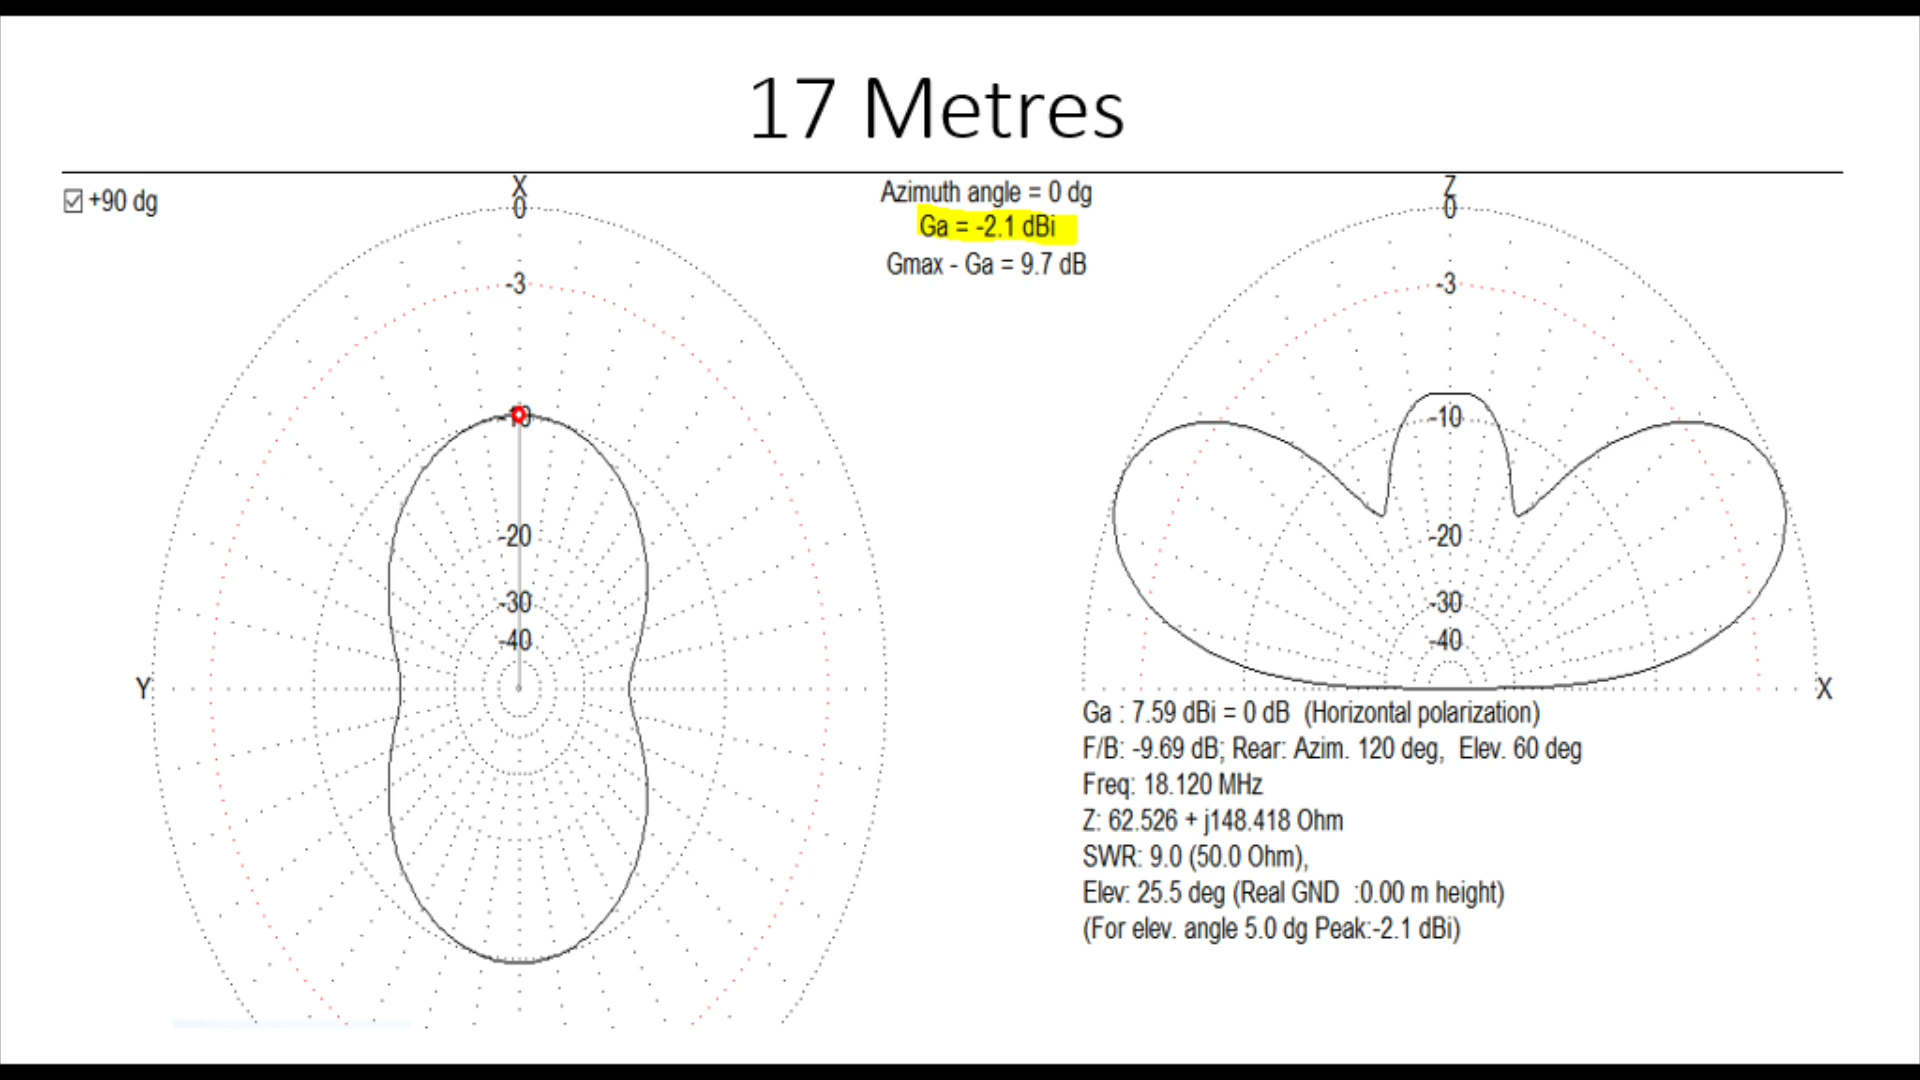 17 Metres
+90 dg
X
0
-3
-10
-20
-30
-40
Y
Azimuth angle = 0 dg
Ga = -2.1 dBi
Gmax - Ga = 9.7 dB
Z
0
-3
-10
-20
-30
-40
X
Ga : 7.59 dBi = 0 dB (Horizontal polarization)
F/B: -9.69 dB; Rear: Azim. 120 deg, Elev. 60 deg
Freq: 18.120 MHz
Z: 62.526 + j148.418 Ohm
SWR: 9.0 (50.0 Ohm),
Elev: 25.5 deg (Real GND :0.00 m height)
(For elev. angle 5.0 dg Peak:-2.1 dBi)